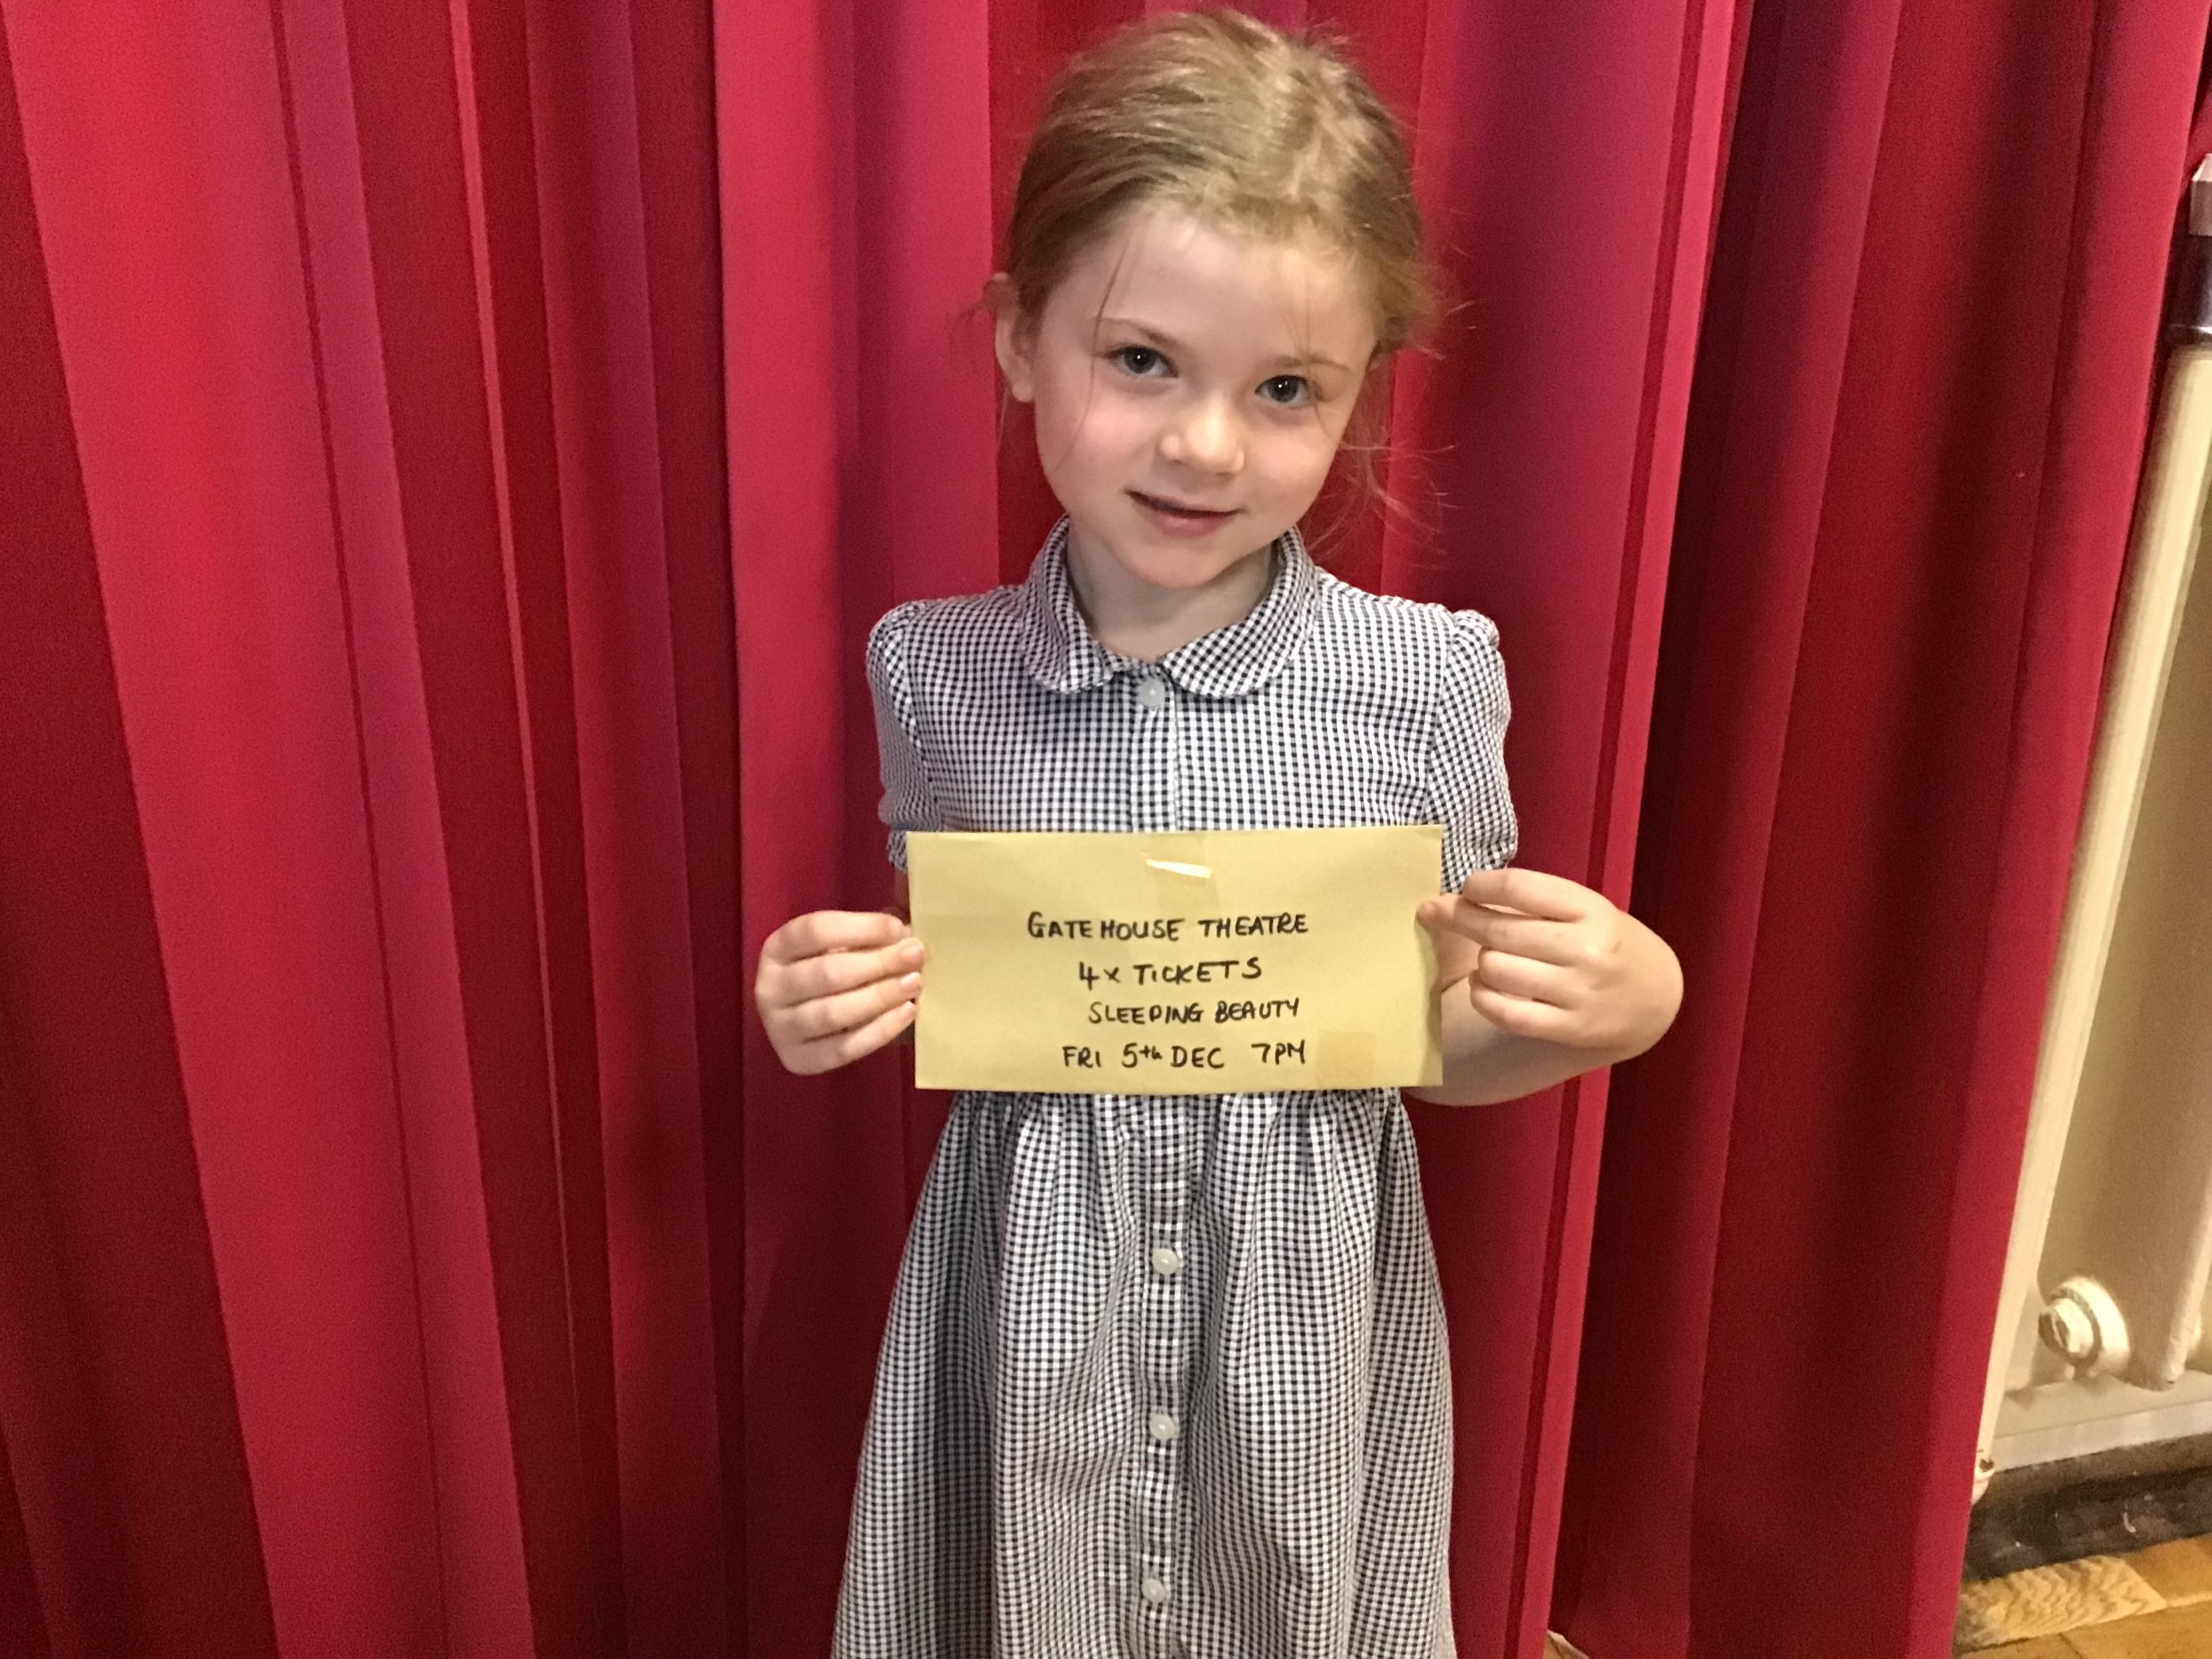 GATEHOUSE THEATRE
4x TICKETS
SLEEPING BEAUTY
FRI 5th DEC 7PM